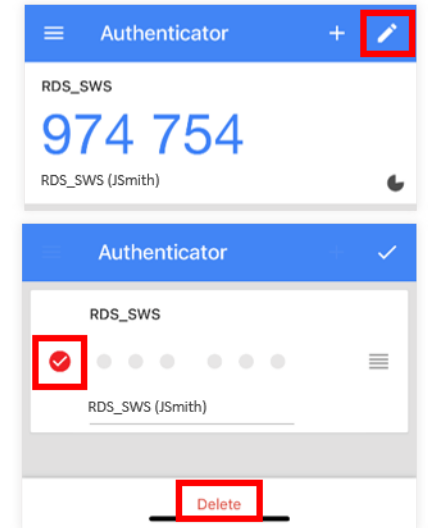 Authenticator
RDS_SWS
974 754
RDS_SWS (JSmith)
Authenticator
RDS_SWS
RDS_SWS (JSmith)
Delete